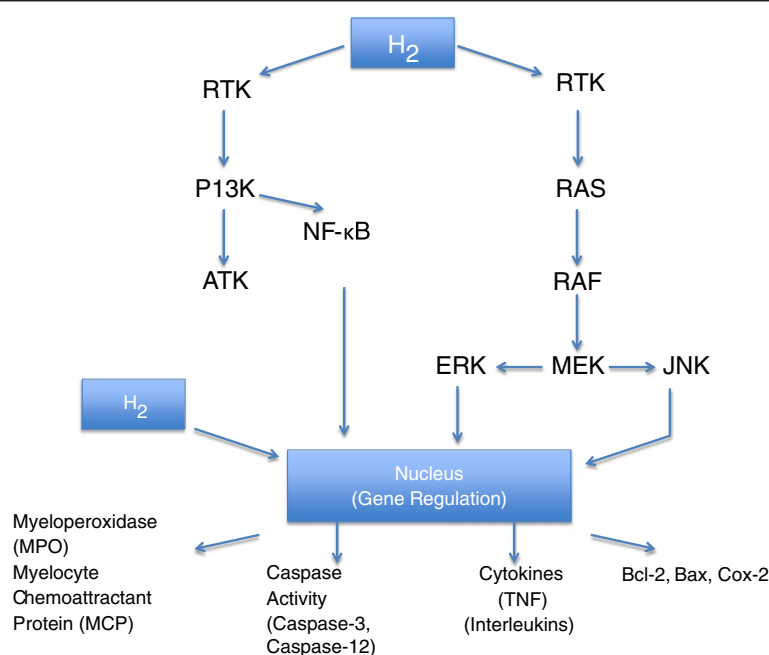 H2
RTK
RTK
P13K
RAS
NF-κB
ATK
RAF
ERK
MEK
JNK
H2
Nucleus
(Gene Regulation)
Myeloperoxidase
(MPO)
Myelocyte
Chemoattractant
Protein (MCP)
Caspase
Activity
(Caspase-3,
Caspase-12)
Cytokines
(TNF)
(Interleukins)
Bcl-2, Bax, Cox-2